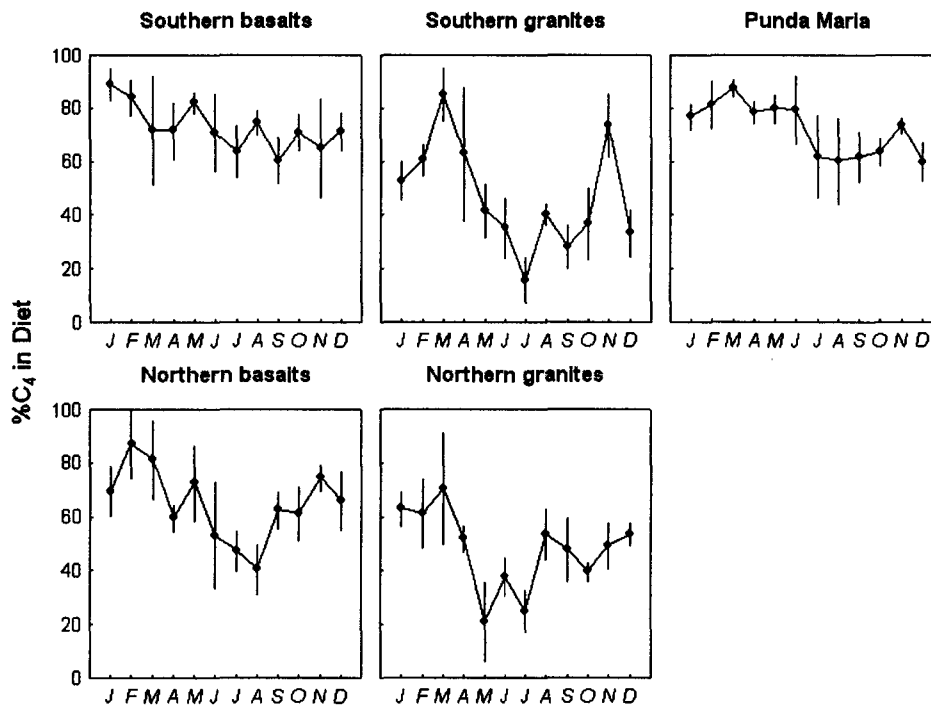 Southern basalts
Southern granites
Punda Maria
%C₄ in Diet
100
80
60
40
20
0
J F M A M J J A S O N D
J F M A M J J A S O N D
J F M A M J J A S O N D
Northern basalts
Northern granites
100
80
60
40
20
0
J F M A M J J A S O N D
J F M A M J J A S O N D